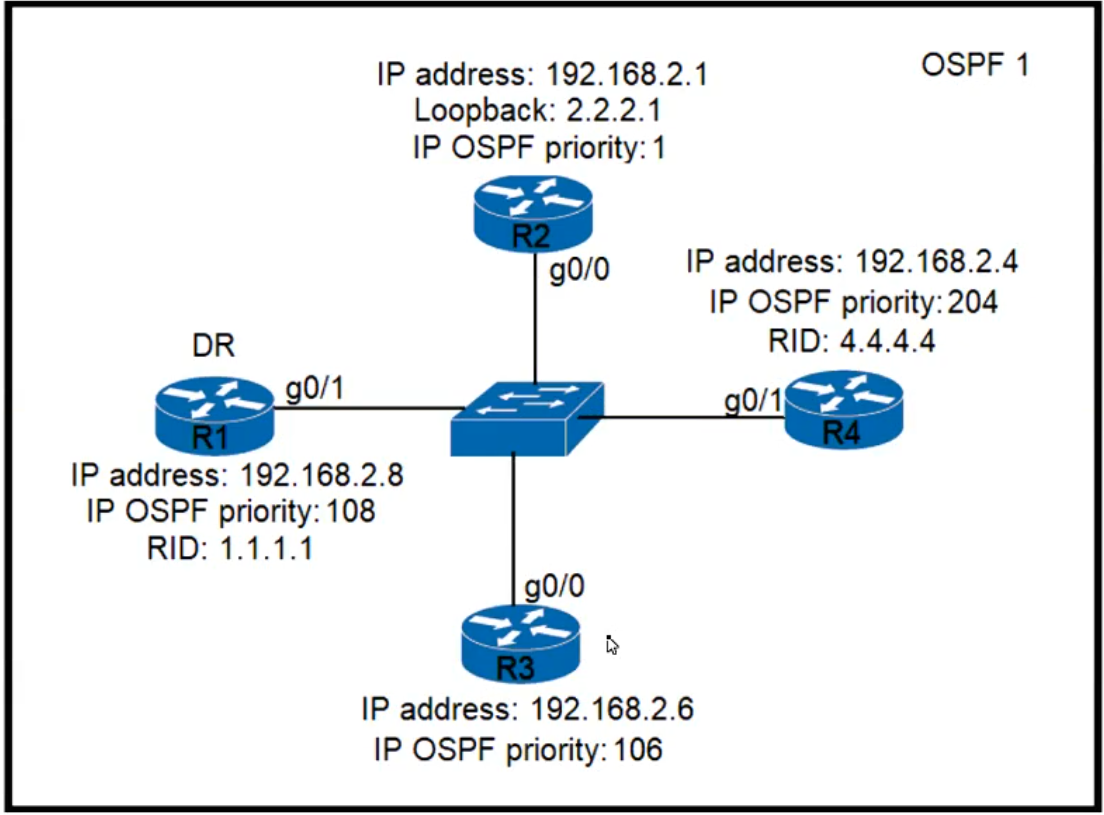 OSPF 1
IP address: 192.168.2.1
Loopback: 2.2.2.1
IP OSPF priority: 1
R2
g0/0
IP address: 192.168.2.4
IP OSPF priority: 204
RID: 4.4.4.4
g0/1
R4
DR
g0/1
R1
IP address: 192.168.2.8
IP OSPF priority: 108
RID: 1.1.1.1
g0/0
R3
IP address: 192.168.2.6
IP OSPF priority: 106